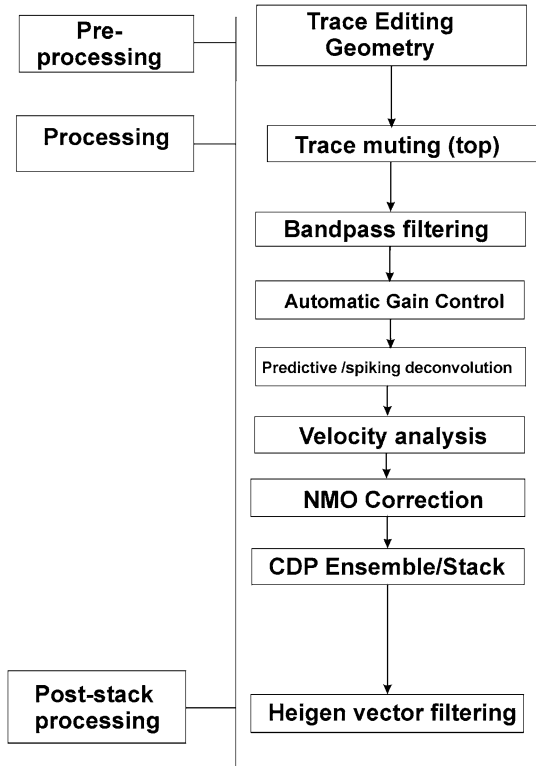 Pre-
processing
Trace Editing
Geometry
Processing
Trace muting (top)
Bandpass filtering
Automatic Gain Control
Predictive /spiking deconvolution
Velocity analysis
NMO Correction
CDP Ensemble/Stack
Post-stack
processing
Heigen vector filtering